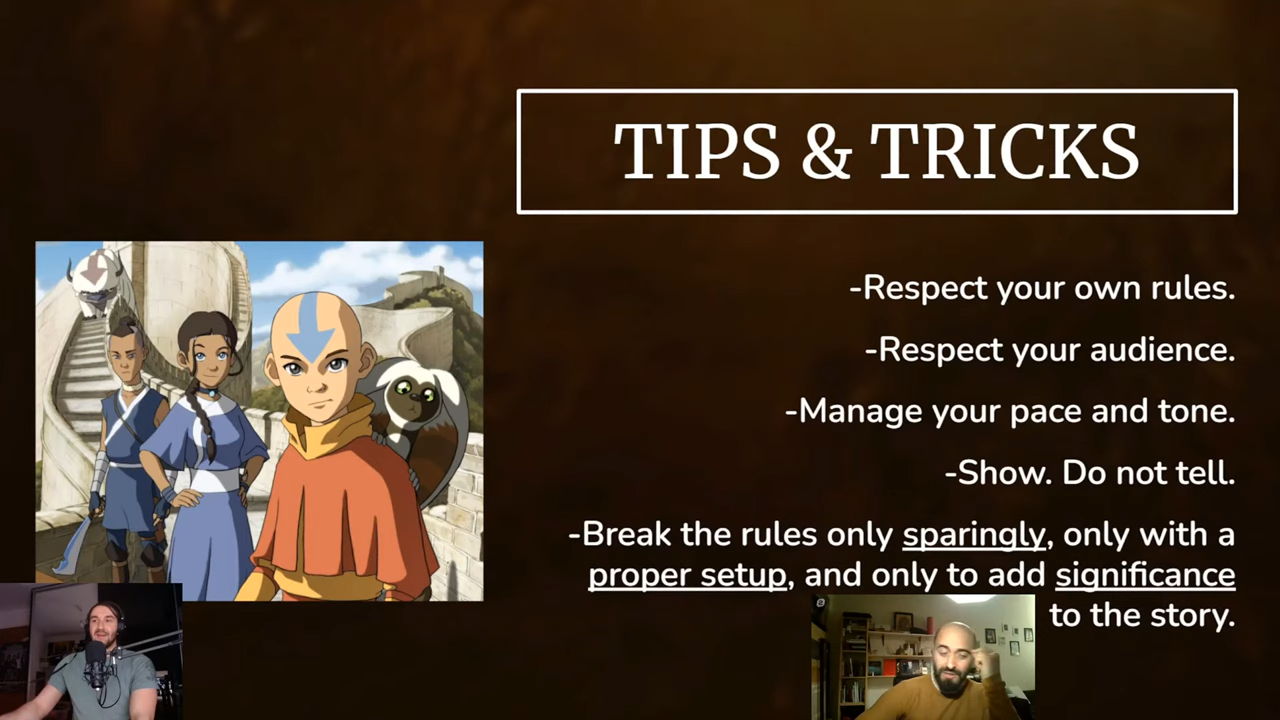 TIPS & TRICKS
-Respect your own rules.
-Respect your audience.
-Manage your pace and tone.
-Show. Do not tell.
-Break the rules only sparingly, only with a
proper setup, and only to add significance
to the story.